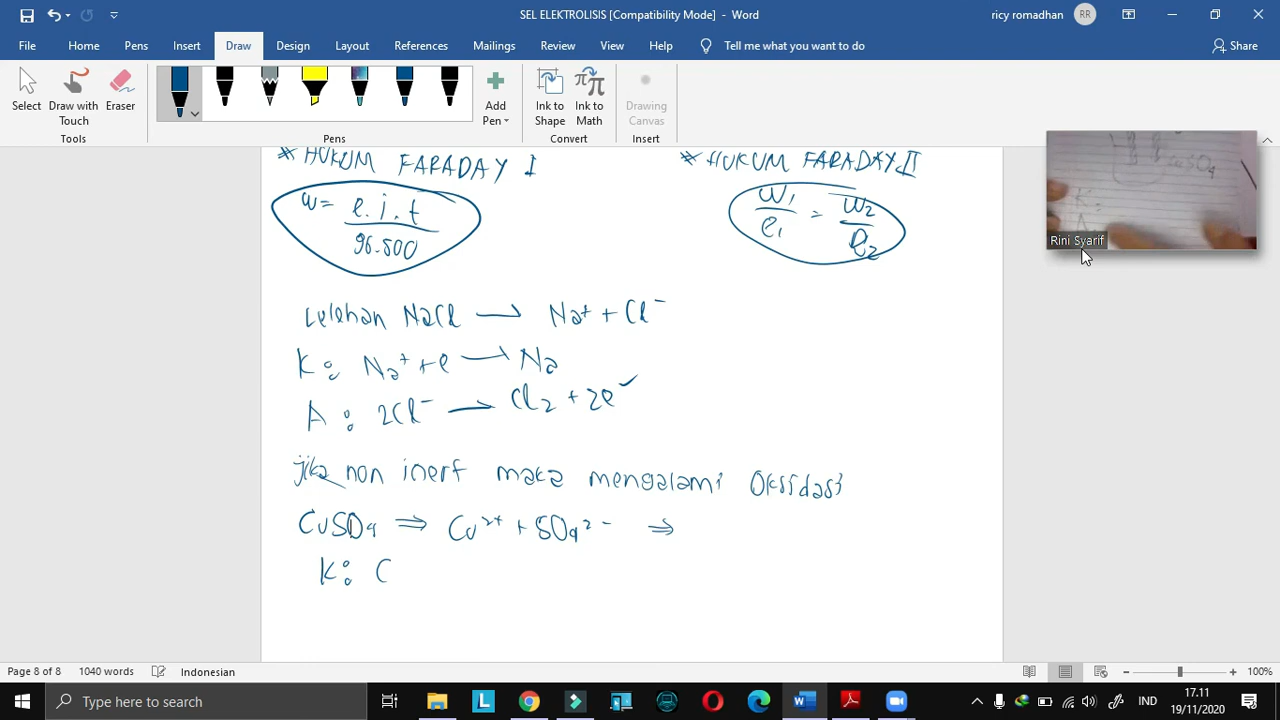 SEL ELEKTROLISIS [Compatibility Mode] - Word
ricy romadhan RR
File Home Pens Insert Draw Design Layout References Mailings Review View Help Tell me what you want to do Share
Select Draw with Touch Eraser Add Pen Ink to Shape Ink to Math Drawing Canvas
Tools Pens Convert Insert
* HUKUM FARADAY I
* HUKUM FARADAY II
w = e.i.t / 96.500
w1 / e1 = w2 / e2
CuSO4
K:
A
Rini Syarif
Lelehan NaCl → Na+ + Cl-
K: Na+ + e → Na
A: 2Cl- → Cl2 + 2e
jika non inert maka mengalami Oksidasi
CuSO4 ⇒ Cu2+ + SO4 2- ⇒
K: C
Page 8 of 8 1040 words Indonesian 100%
Type here to search
IND
17.11
19/11/2020